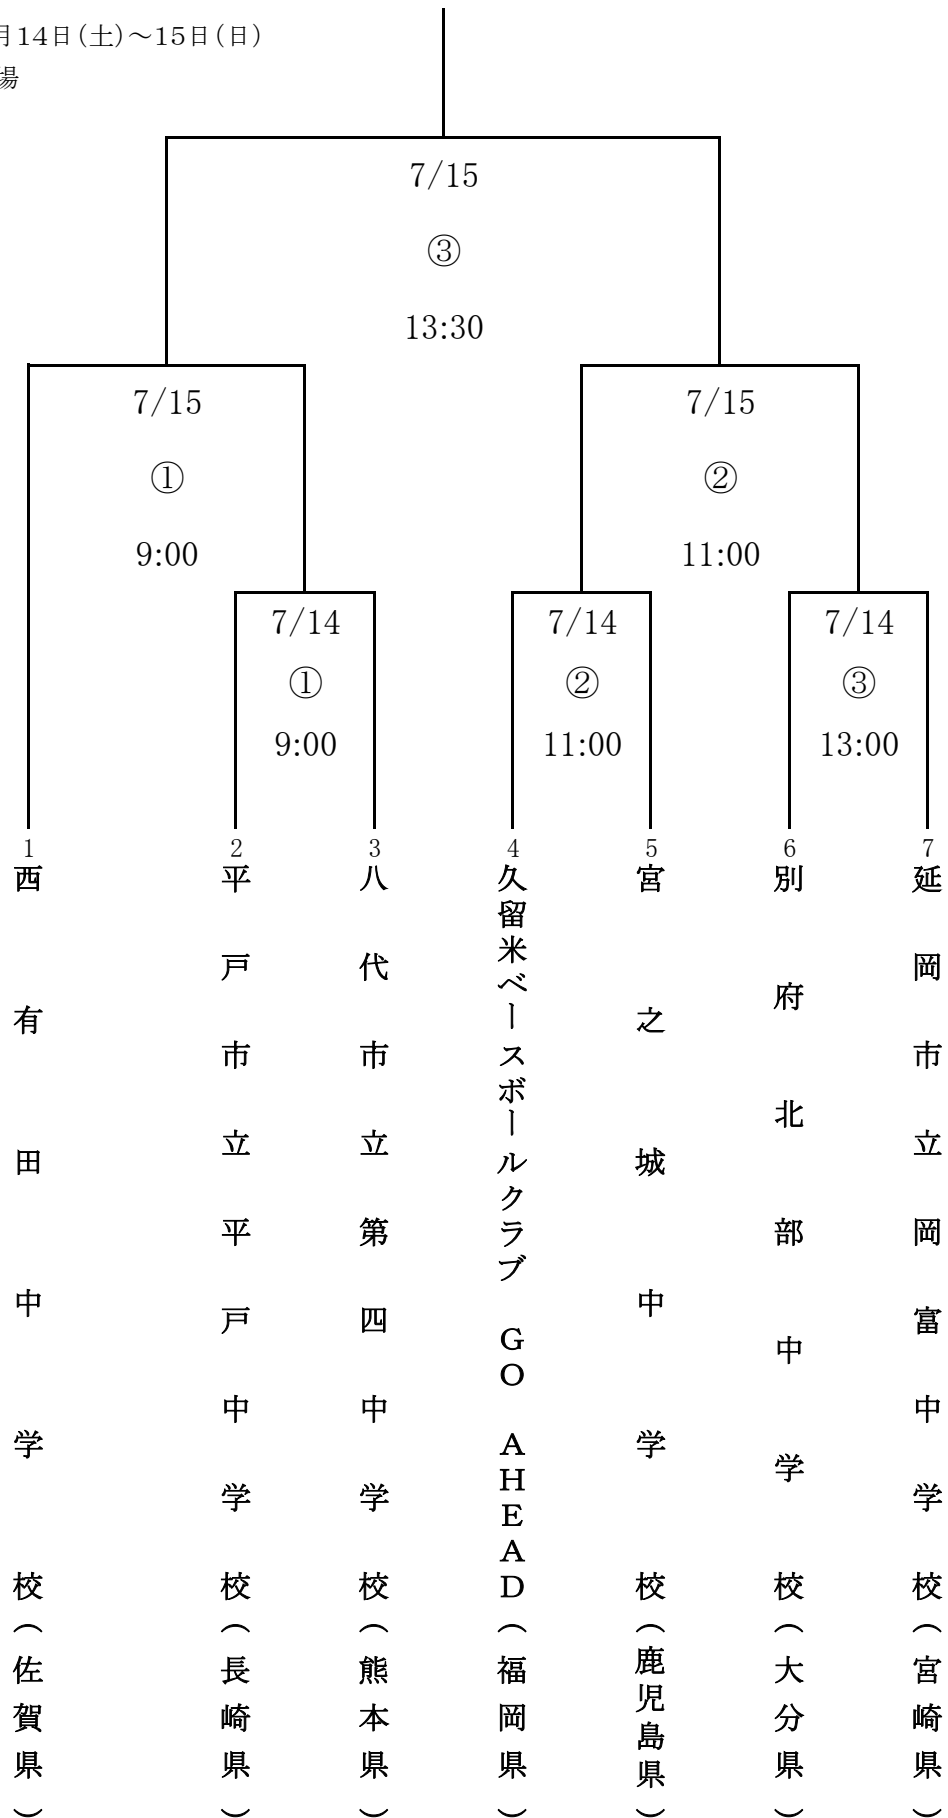 月14日(土)～15日(日)
場
7/15
③
13:30
7/15
①
9:00
7/15
②
11:00
7/14
①
9:00
7/14
②
11:00
7/14
③
13:00
1
西有田中学校(佐賀県)
2
平戸市立平戸中学校(長崎県)
3
八代市立第四中学校(熊本県)
4
久留米ベースボールクラブ GO AHEAD(福岡県)
5
宮之城中学校(鹿児島県)
6
別府北部中学校(大分県)
7
延岡市立岡富中学校(宮崎県)